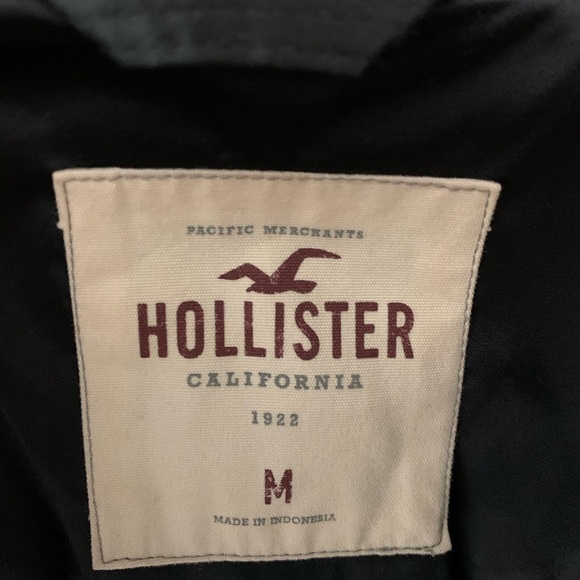 PACIFIC MERCHANTS
HOLLISTER
CALIFORNIA
1922
M
MADE IN INDONESIA